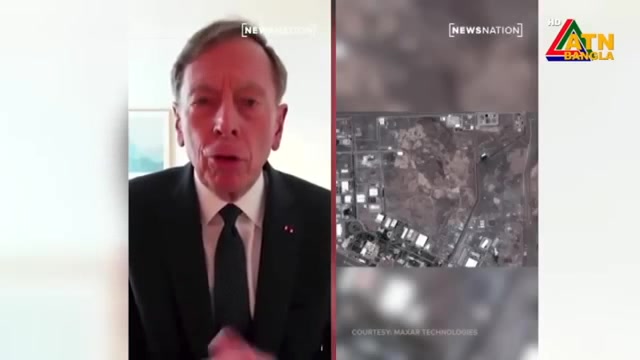 NEWSNATION
NEWSNATION
HD
ATN
BANGLA
COURTESY: MAXAR TECHNOLOGIES